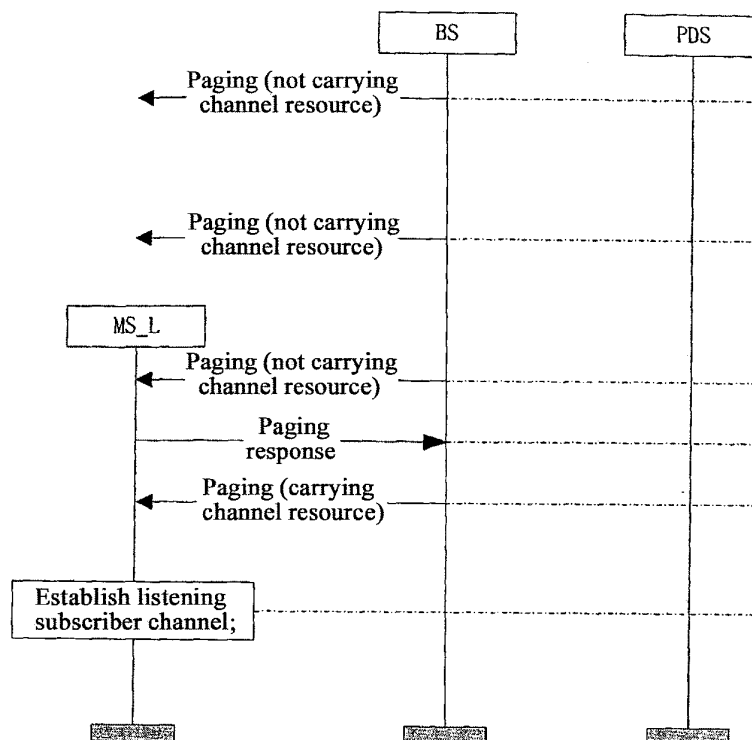 BS
PDS
Paging (not carrying
channel resource)
Paging (not carrying
channel resource)
MS_L
Paging (not carrying
channel resource)
Paging
response
Paging (carrying
channel resource)
Establish listening
subscriber channel;